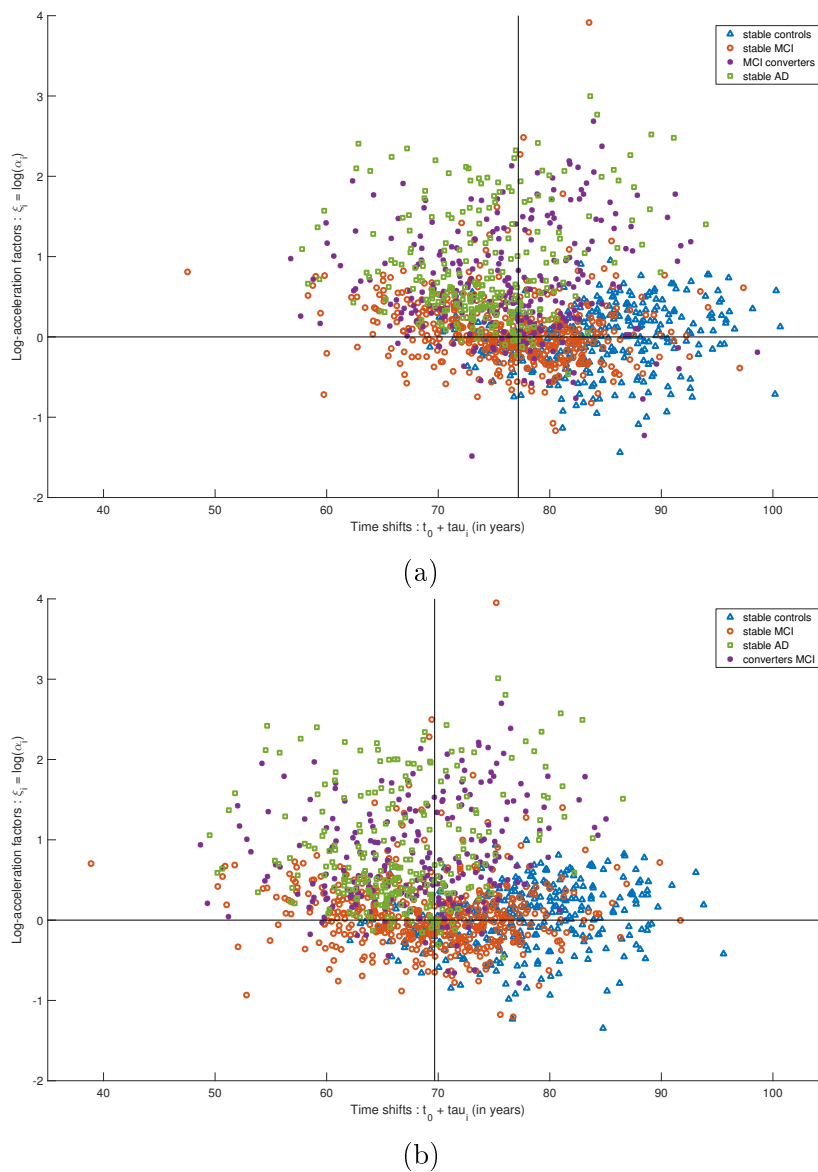 4
3
2
1
0
-1
-2
Log-acceleration factors : ξi = log(αi)
stable controls
stable MCI
MCI converters
stable AD
40 50 60 70 80 90 100
Time shifts : t0 + taui (in years)
(a)
4
3
2
1
0
-1
-2
Log-acceleration factors : ξi = log(αi)
stable controls
stable MCI
stable AD
converters MCI
40 50 60 70 80 90 100
Time shifts : t0 + taui (in years)
(b)